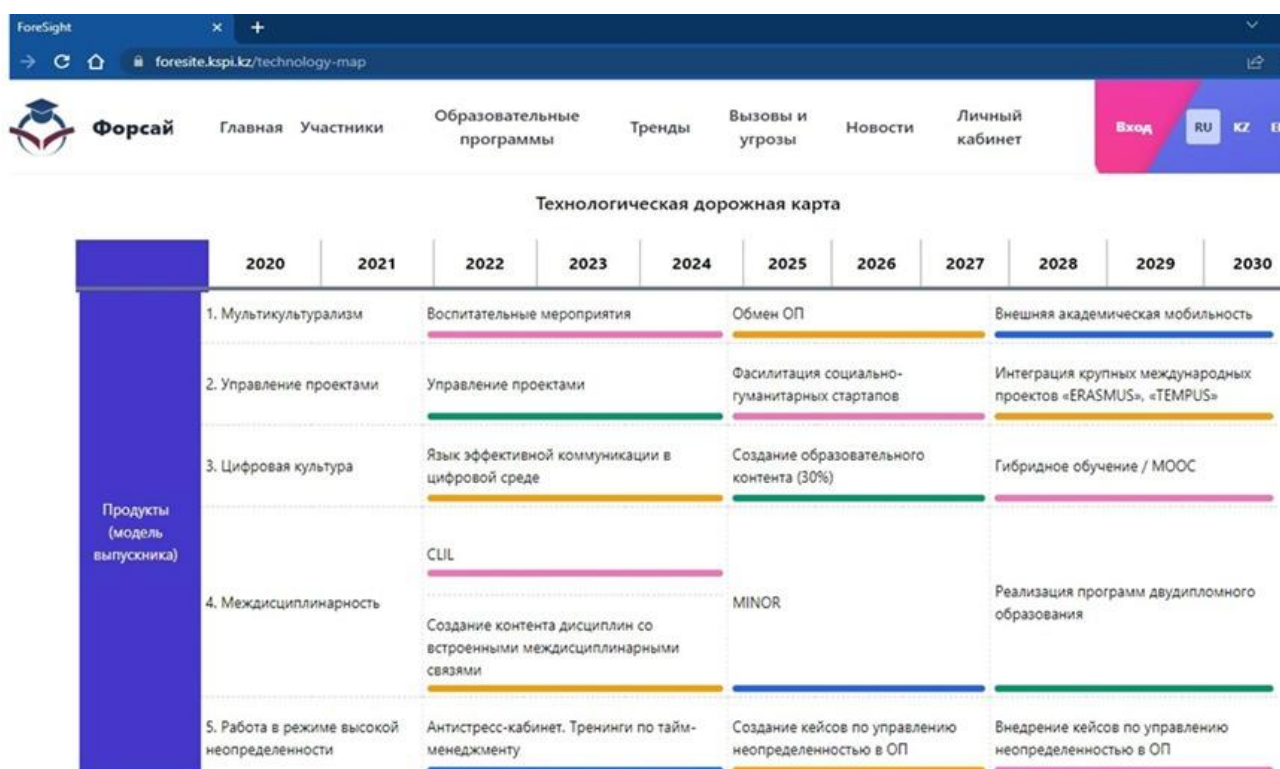 ForeSight
foresite.kspi.kz/technology-map
Форсай
Главная
Участники
Образовательные
программы
Тренды
Вызовы и
угрозы
Новости
Личный
кабинет
Вход
RU
KZ
Технологическая дорожная карта
2020 2021 2022 2023 2024 2025 2026 2027 2028 2029 2030
Продукты
(модель
выпускника)
1. Мультикультурализм
Воспитательные мероприятия
Обмен ОП
Внешняя академическая мобильность
2. Управление проектами
Управление проектами
Фасилитация социально-
гуманитарных стартапов
Интеграция крупных международных
проектов «ERASMUS», «TEMPUS»
3. Цифровая культура
Язык эффективной коммуникации в
цифровой среде
Создание образовательного
контента (30%)
Гибридное обучение / МООС
4. Междисциплинарность
CLIL
Создание контента дисциплин со
встроенными междисциплинарными
связями
MINOR
Реализация программ двудипломного
образования
5. Работа в режиме высокой
неопределенности
Антистресс-кабинет. Тренинги по тайм-
менеджменту
Создание кейсов по управлению
неопределенностью в ОП
Внедрение кейсов по управлению
неопределенностью в ОП